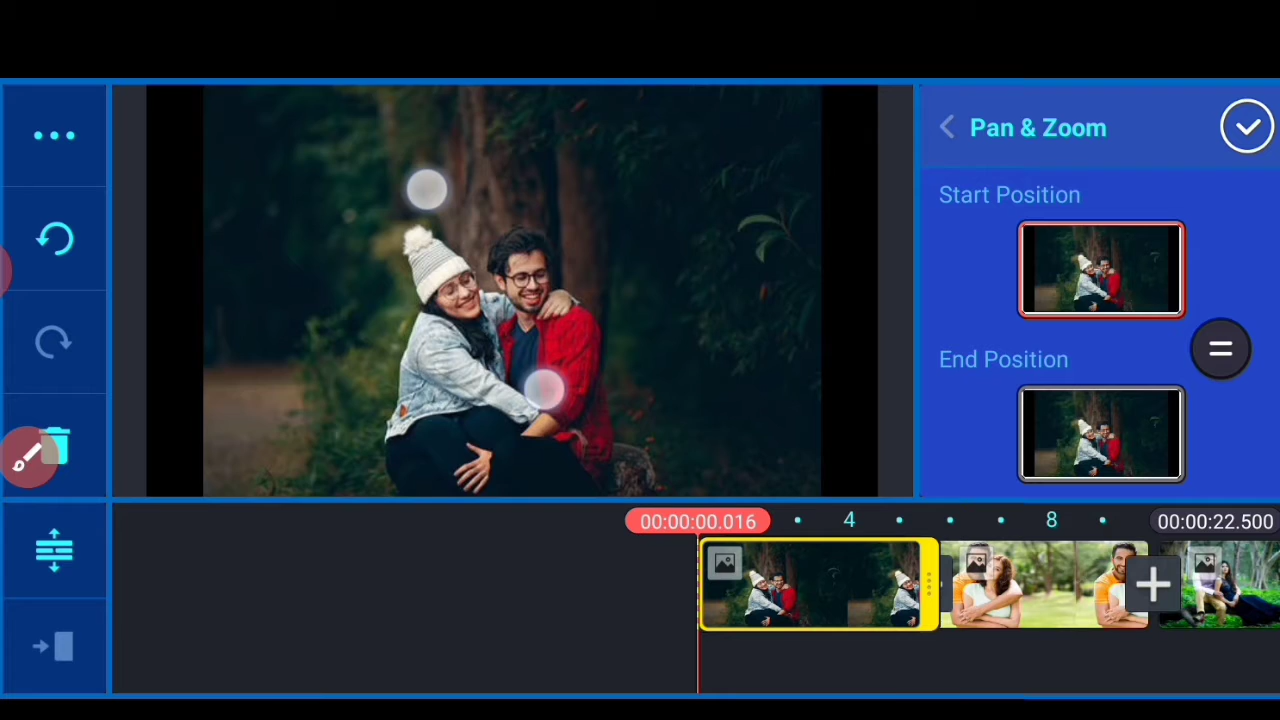 Pan & Zoom
Start Position
End Position
00:00:00.016
4
8
00:00:22.500